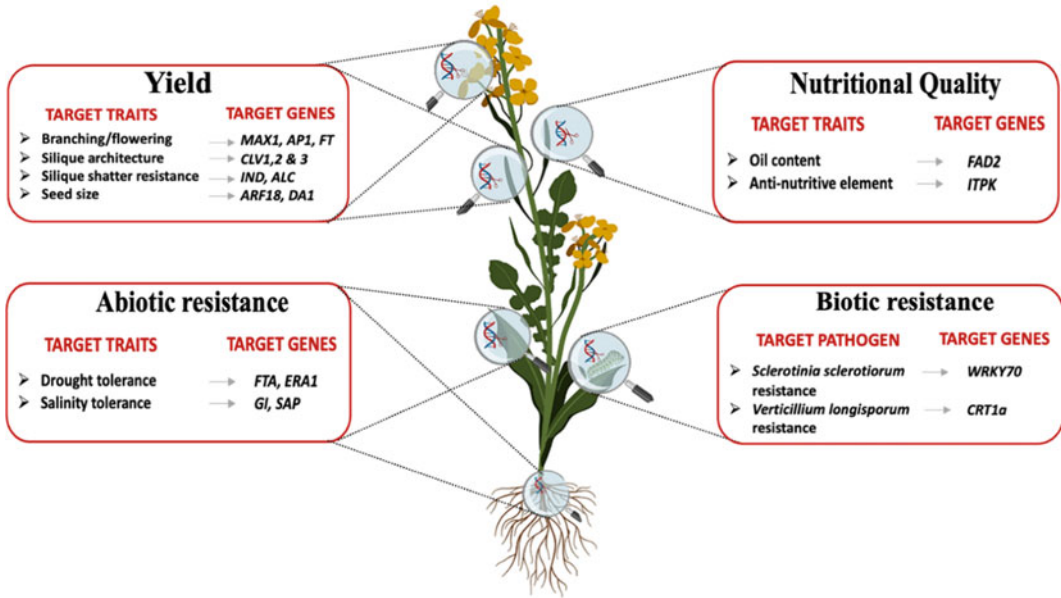 Yield
TARGET TRAITS TARGET GENES
Branching/flowering MAX1, AP1, FT
Silique architecture CLV1,2 & 3
Silique shatter resistance IND, ALC
Seed size ARF18, DA1
Nutritional Quality
TARGET TRAITS TARGET GENES
Oil content FAD2
Anti-nutritive element ITPK
Abiotic resistance
TARGET TRAITS TARGET GENES
Drought tolerance FTA, ERA1
Salinity tolerance GI, SAP
Biotic resistance
TARGET PATHOGEN TARGET GENES
Sclerotinia sclerotiorum WRKY70
resistance
Verticillium longisporum CRT1a
resistance